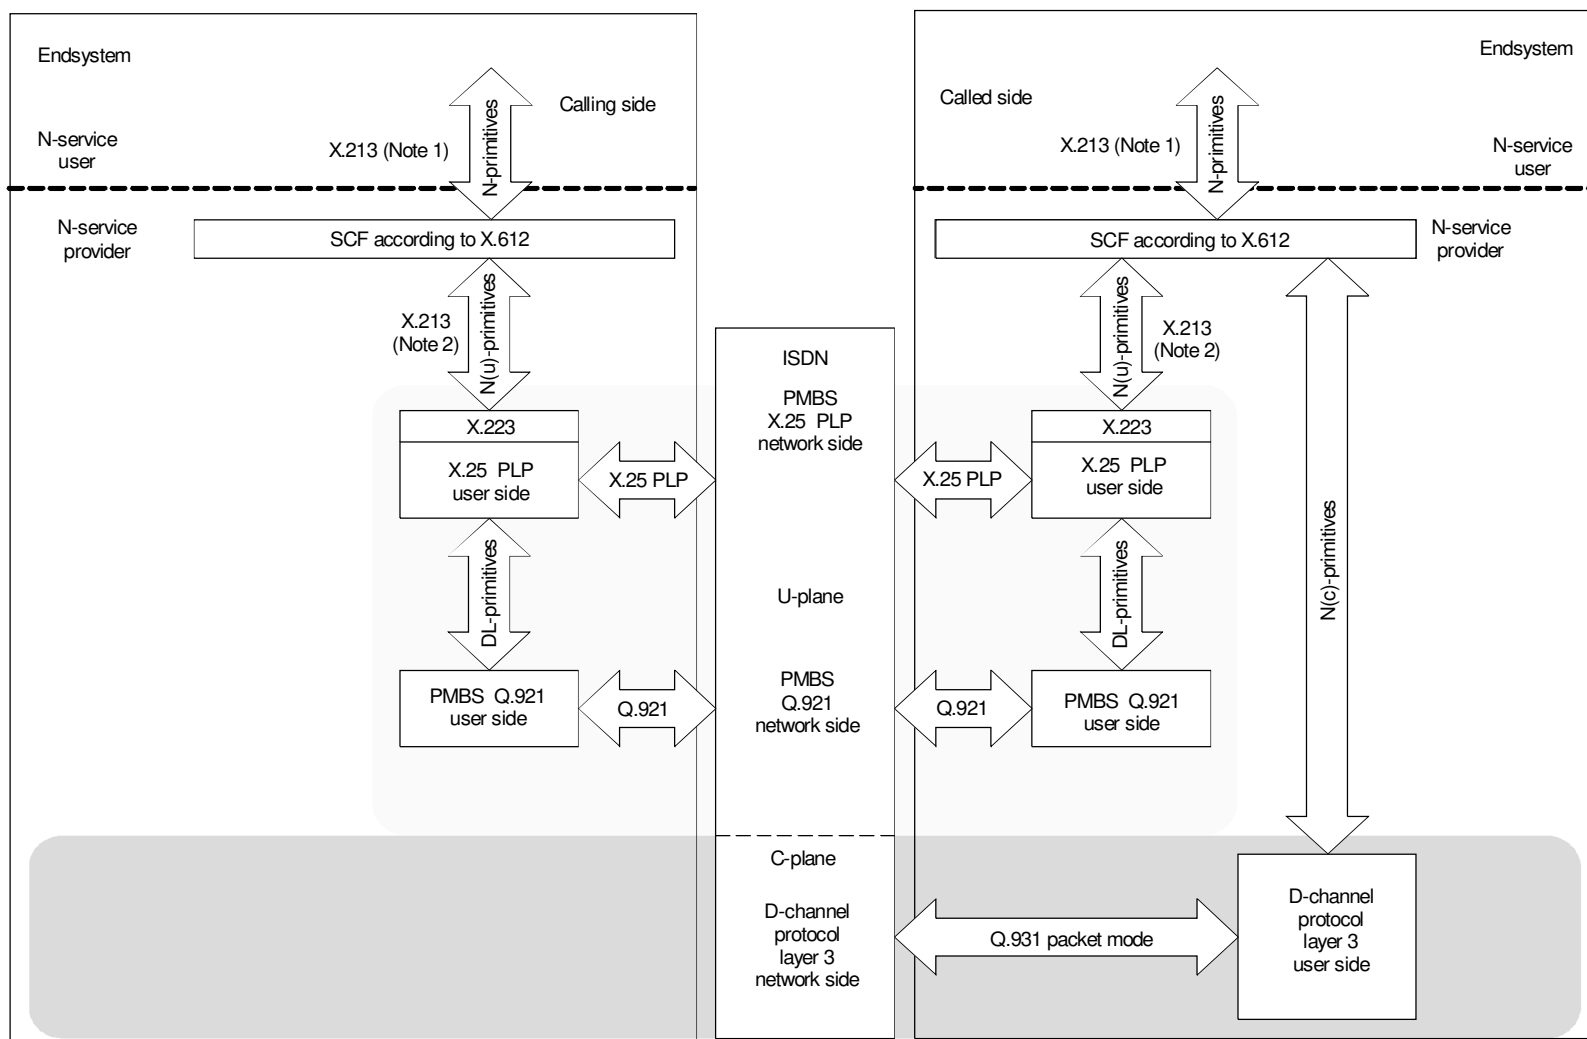 Endsystem
Calling side
N-service
user
X.213 (Note 1)
N-primitives
N-service
provider
SCF according to X.612
X.213
(Note 2)
N(u)-primitives
X.223
X.25 PLP
user side
X.25 PLP
DL-primitives
PMBS Q.921
user side
Q.921
ISDN
PMBS
X.25 PLP
network side
U-plane
PMBS
Q.921
network side
C-plane
D-channel
protocol
layer 3
network side
Endsystem
Called side
X.213 (Note 1)
N-primitives
N-service
user
SCF according to X.612
N-service
provider
N(u)-primitives
X.213
(Note 2)
X.223
X.25 PLP
user side
X.25 PLP
DL-primitives
PMBS Q.921
user side
Q.921
N(c)-primitives
Q.931 packet mode
D-channel
protocol
layer 3
user side